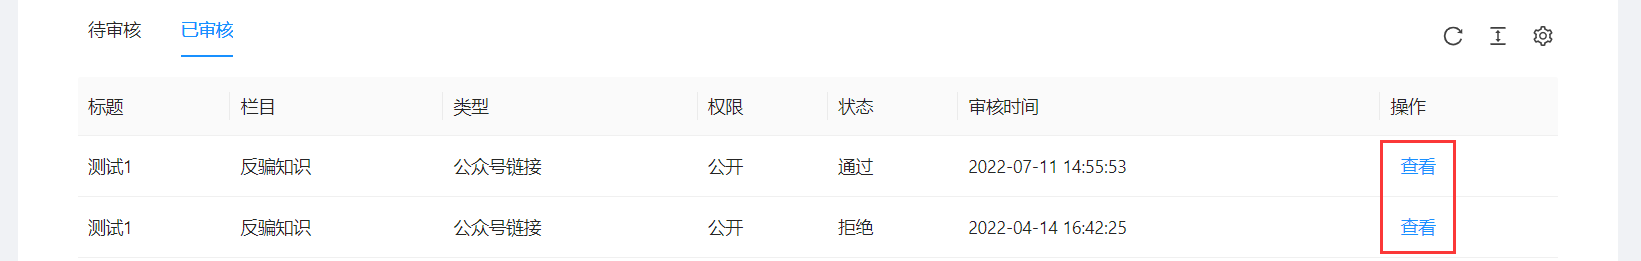 待审核 已审核
标题 栏目 类型 权限 状态 审核时间 操作
测试1 反骗知识 公众号链接 公开 通过 2022-07-11 14:55:53 查看
测试1 反骗知识 公众号链接 公开 拒绝 2022-04-14 16:42:25 查看